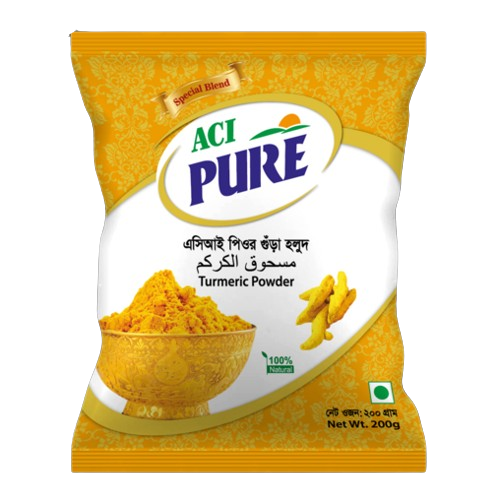 Special Blend
ACI
PURE
এসিআই পিওর গুঁড়া হলুদ
مسحوق الكركم
Turmeric Powder
100%
Natural
নেট ওজন: ২০০ গ্রাম
Net Wt. 200g